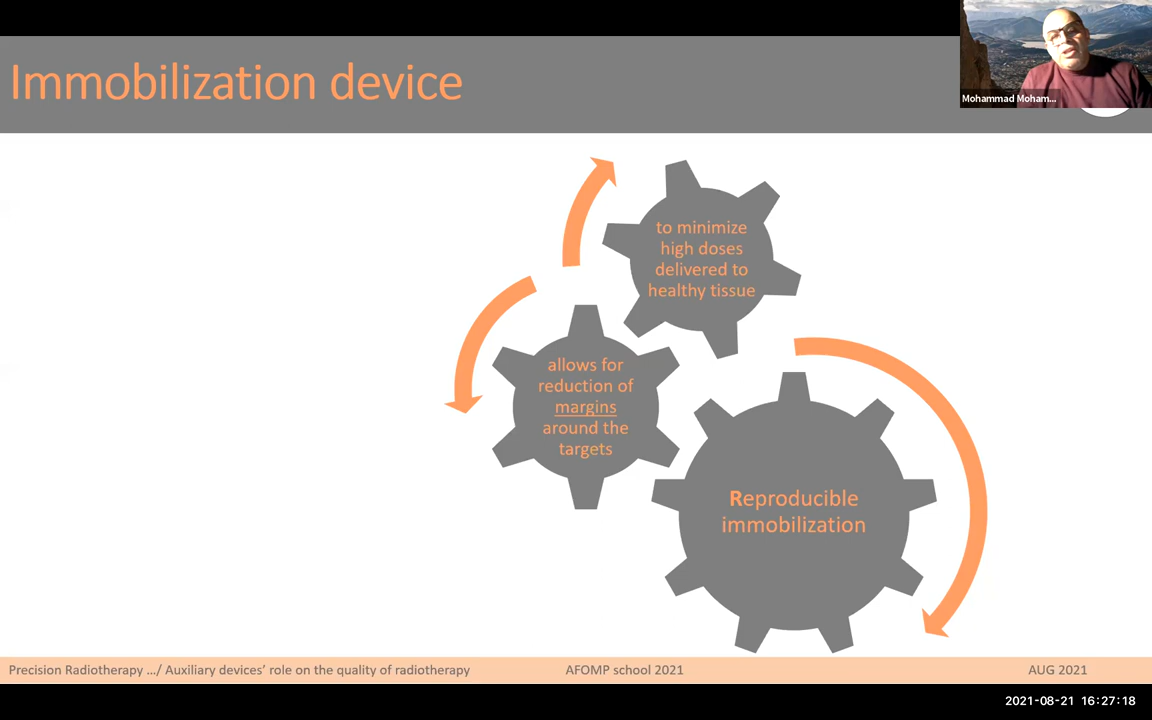 Immobilization device
Mohammad Moham...
to minimize
high doses
delivered to
healthy tissue
allows for
reduction of
margins
around the
targets
Reproducible
immobilization
Precision Radiotherapy .../ Auxiliary devices' role on the quality of radiotherapy
AFOMP school 2021
AUG 2021
2021-08-21 16:27:18